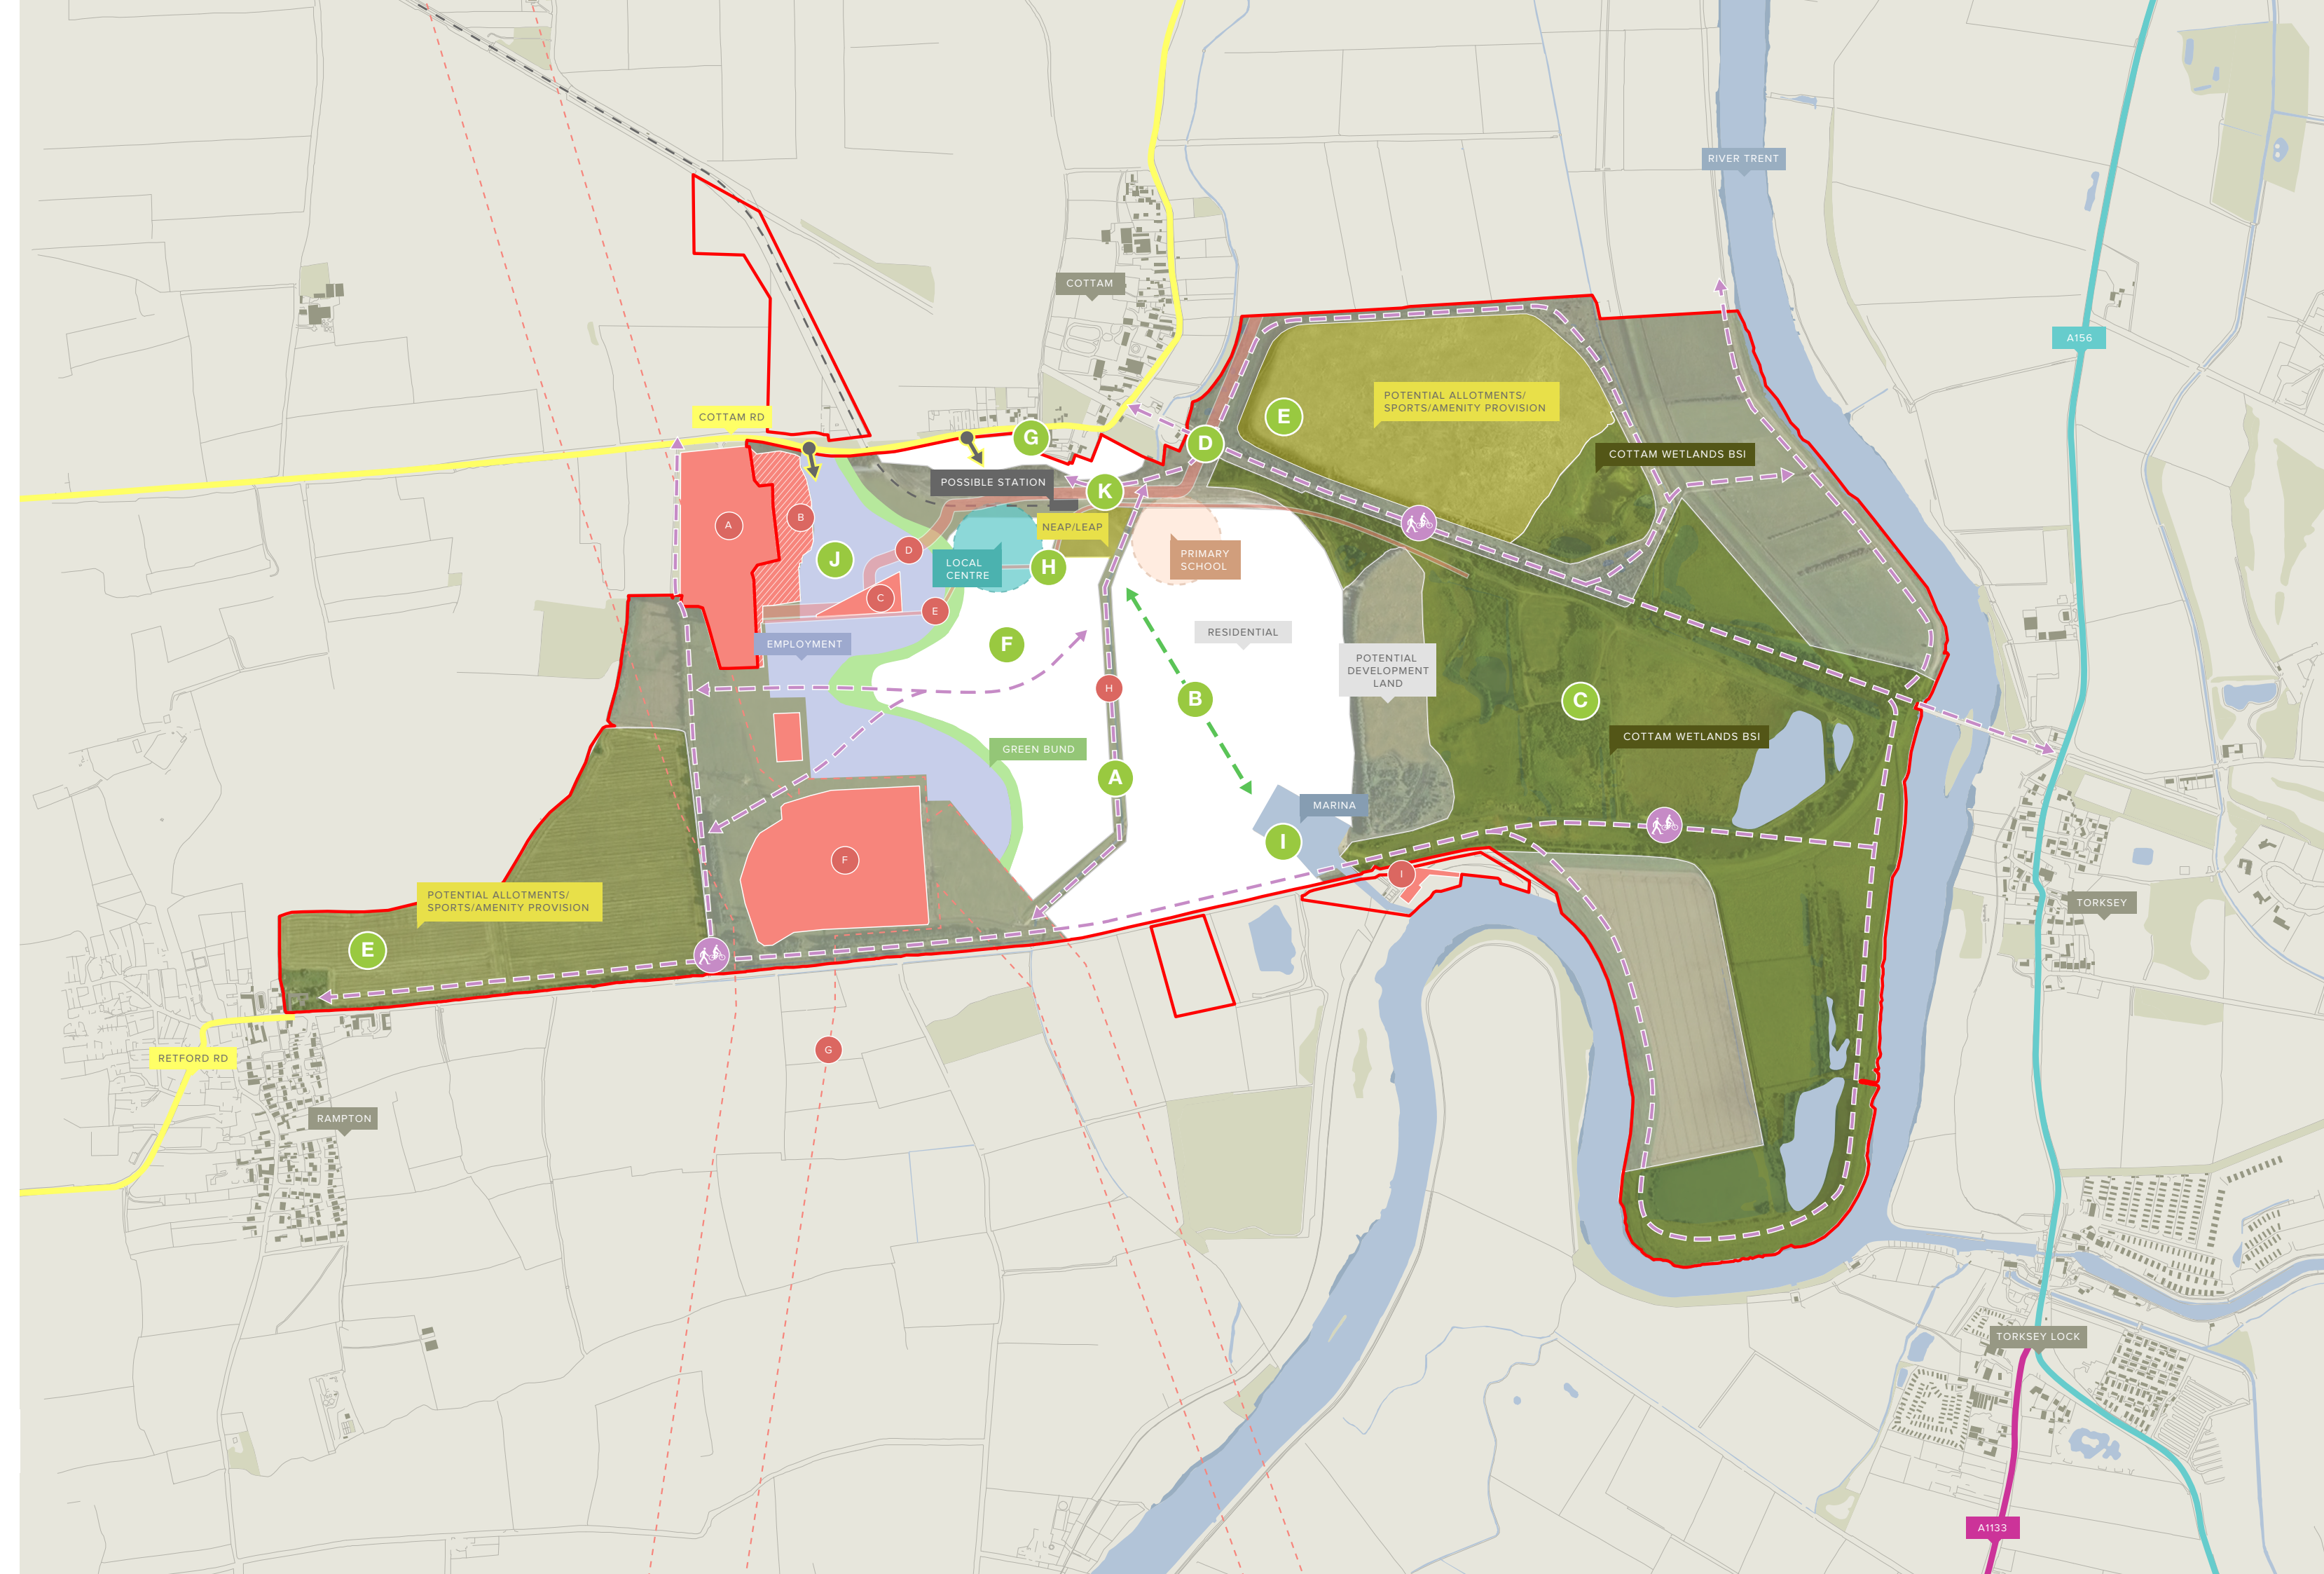 RIVER TRENT
COTTAM
A156
COTTAM RD
POTENTIAL ALLOTMENTS/
SPORTS/AMENITY PROVISION
E
G
D
COTTAM WETLANDS BSI
POSSIBLE STATION
K
A
B
NEAP/LEAP
J
D
LOCAL
CENTRE
H
PRIMARY
SCHOOL
C
E
EMPLOYMENT
F
RESIDENTIAL
POTENTIAL
DEVELOPMENT
LAND
H
B
C
COTTAM WETLANDS BSI
GREEN BUND
A
MARINA
I
F
I
POTENTIAL ALLOTMENTS/
SPORTS/AMENITY PROVISION
E
TORKSEY
G
RETFORD RD
RAMPTON
TORKSEY LOCK
A1133